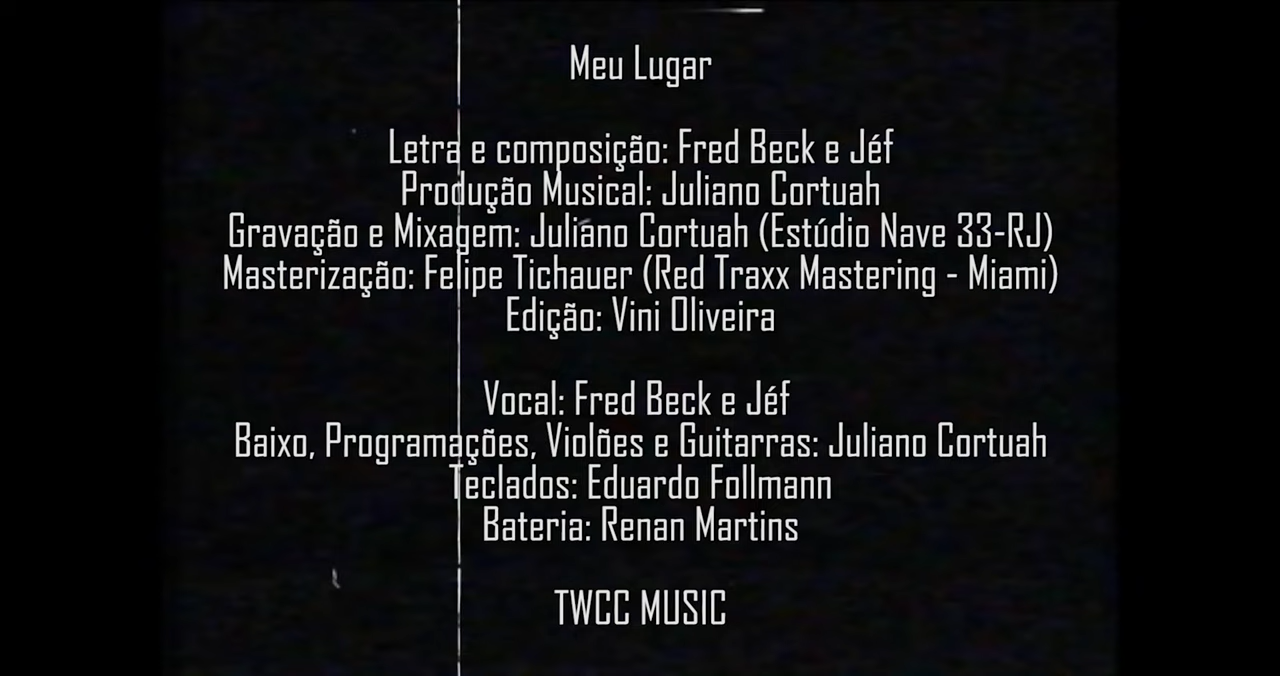 Meu Lugar
Letra e composição: Fred Beck e Jéf
Produção Musical: Juliano Cortuah
Gravação e Mixagem: Juliano Cortuah (Estúdio Nave 33-RJ)
Masterização: Felipe Tichauer (Red Traxx Mastering - Miami)
Edição: Vini Oliveira
Vocal: Fred Beck e Jéf
Baixo, Programações, Violões e Guitarras: Juliano Cortuah
Teclados: Eduardo Follmann
Bateria: Renan Martins
TWCC MUSIC